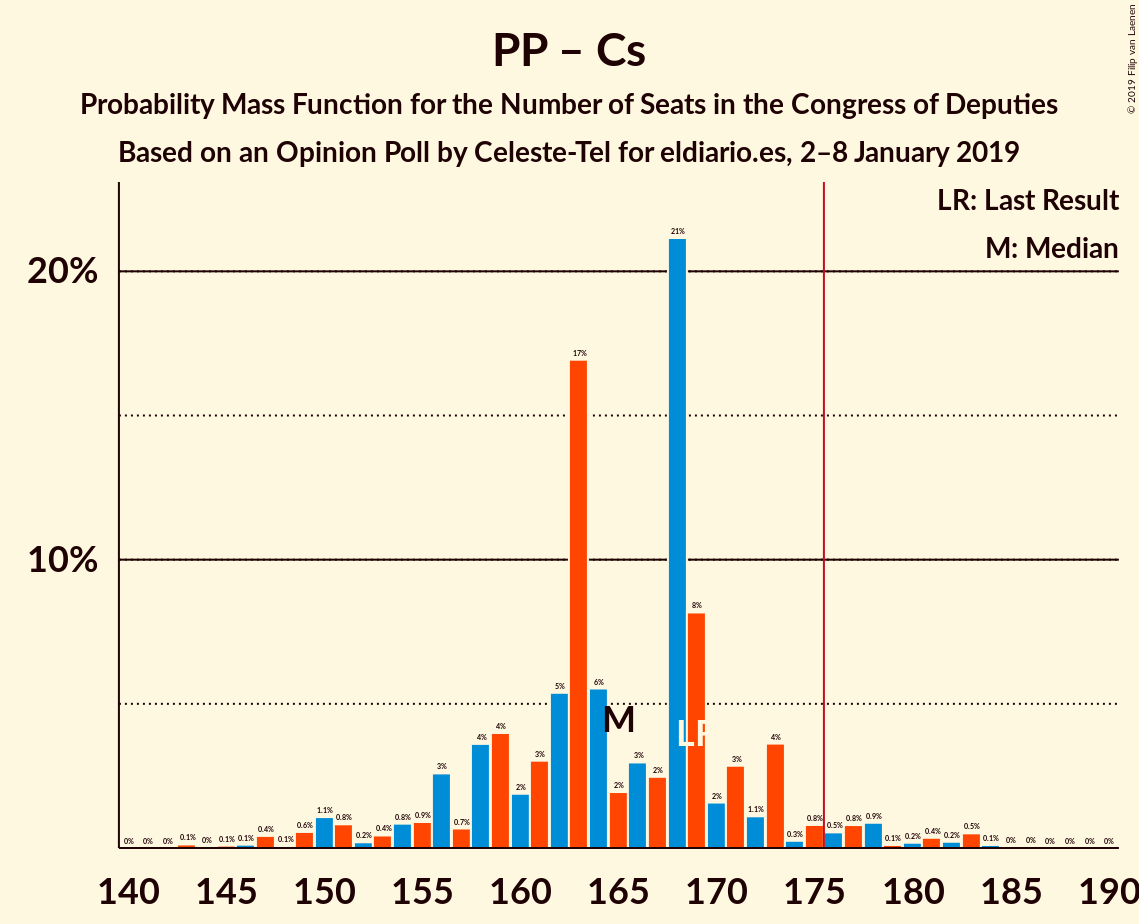 PP – Cs
Probability Mass Function for the Number of Seats in the Congress of Deputies
Based on an Opinion Poll by Celeste-Tel for eldiario.es, 2–8 January 2019
© 2019 Filip van Laenen
LR: Last Result
M: Median
20%
10%
0% 0% 0% 0.1% 0% 0.1% 0.1% 0.4% 0.1% 0.6% 1.1% 0.8% 0.2% 0.4% 0.8% 0.9% 3% 0.7% 4% 4% 2% 3% 5% 17% 6% 2% 3% 2% 21% 8% 2% 3% 1.1% 4% 0.3% 0.8% 0.5% 0.8% 0.9% 0.1% 0.2% 0.4% 0.2% 0.5% 0.1% 0% 0% 0% 0% 0% 0%
M
LR
140 145 150 155 160 165 170 175 180 185 190